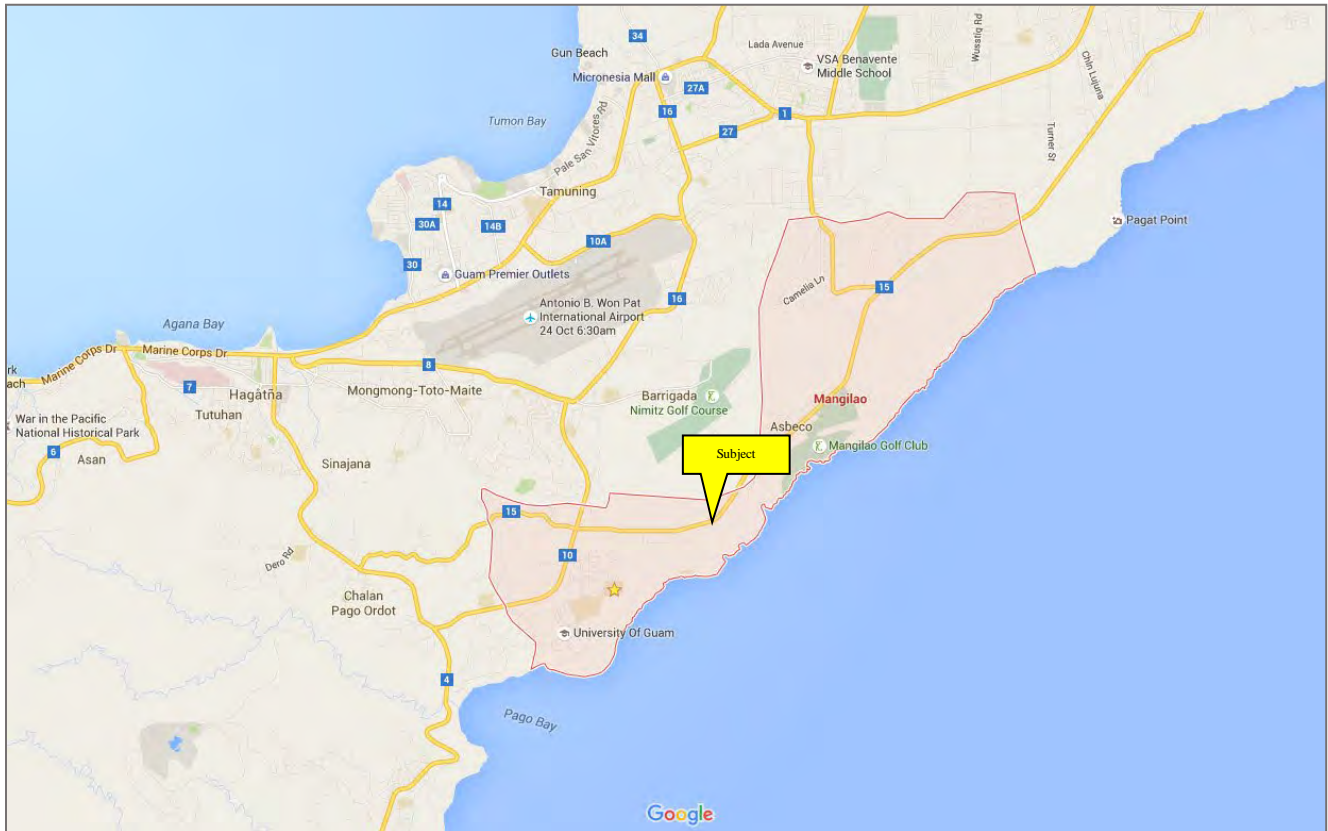 34
Lada Avenue
Wusstig Rd
Gun Beach
VSA Benavente
Middle School
Chln Lujuna
Micronesia Mall
27A
16
1
Tumon Bay
27
Turner St
Pale San Vitores Rd
Tamuning
14
30A
14B
10A
Pagat Point
30
Guam Premier Outlets
Camelia Ln
15
16
Antonio B. Won Pat
International Airport
24 Oct 6:30am
Agana Bay
Marine Corps Dr
Marine Corps Dr
8
rk
ach
7
Hagåtña
Mongmong-Toto-Maite
Barrigada
Nimitz Golf Course
Mangilao
Tutuhan
War in the Pacific
National Historical Park
Asbeco
Mangilao Golf Club
6
Asan
Sinajana
Subject
15
10
Dero Rd
Chalan
Pago Ordot
University Of Guam
4
Pago Bay
Google